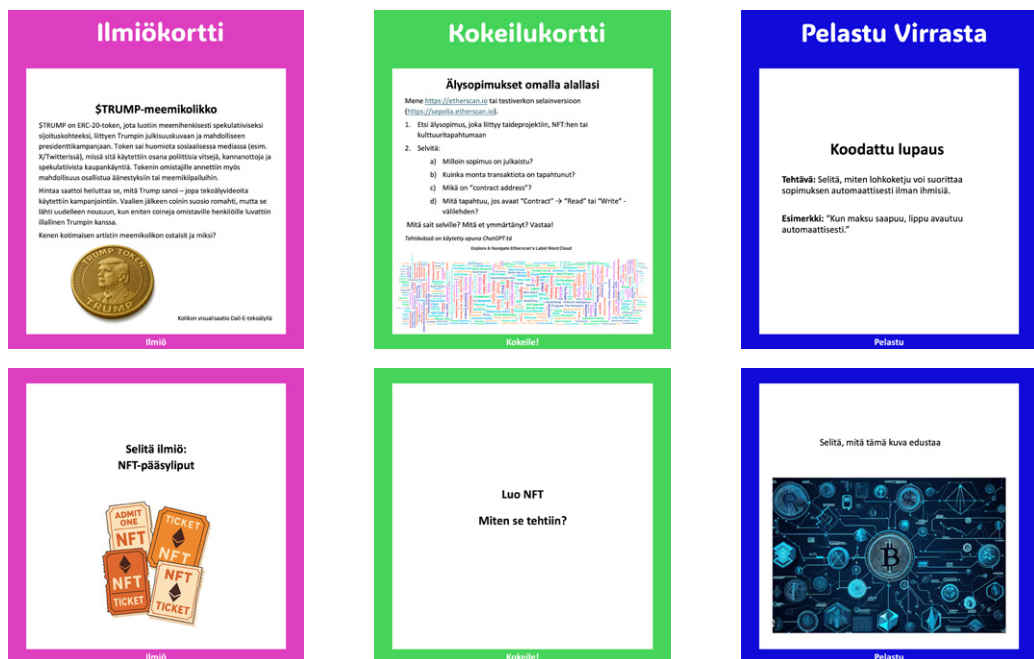 Ilmiökortti
$TRUMP-meemikolikko
$TRUMP on ERC-20-token, jota luotiin meemihenkisesti spekulatiiviseksi
sijoituskohteeksi, liittyen Trumpin julkisuuskuvaan ja mahdolliseen
presidenttikampanjaan. Token sai huomiota sosiaalisessa mediassa (esim.
X/Twitterissä), missä sitä käytettiin osana poliittisia vitsejä, kannanottoja ja
spekulatiivista kaupankäyntiä. Tokenin omistajille annettiin myös
mahdollisuus osallistua äänestyksiin tai meemikilpailuihin.
Hintaa saattoi heiluttaa se, mitä Trump sanoi – jopa tekoälyvideoita
käytettiin kampanjointiin. Vaalien jälkeen coinin suosio romahti, mutta se
lähti uudelleen nousuun, kun eniten coineja omistaville henkilöille luvattiin
illallinen Trumpin kanssa.
Kenen kotimaisen artistin meemikolikon ostaisit ja miksi?
TRUMP TOKEN
TRUMP
Kolikon visualisaatio Dall-E-tekoälyllä
Ilmiö
Kokeilukortti
Älysopimukset omalla alallasi
Mene https://etherscan.io tai testiverkon selainversioon
(https://sepolia.etherscan.io).
1. Etsi älysopimus, joka liittyy taideprojektiin, NFT:hen tai
kulttuuritapahtumaan
2. Selvitä:
a) Milloin sopimus on julkaistu?
b) Kuinka monta transaktiota on tapahtunut?
c) Mikä on "contract address"?
d) Mitä tapahtuu, jos avaat "Contract" → "Read" tai "Write" -
välilehden?
Mitä sait selville? Mitä et ymmärtänyt? Vastaa!
Tehtävässä on käytetty apuna ChatGPT:tä
Explore & Navigate Etherscan's Label Word Cloud
Kokeile!
Pelastu Virrasta
Koodattu lupaus
Tehtävä: Selitä, miten lohkoketju voi suorittaa
sopimuksen automaattisesti ilman ihmisiä.
Esimerkki: "Kun maksu saapuu, lippu avautuu
automaattisesti."
Pelastu
Selitä ilmiö:
NFT-pääsyliput
ADMIT
ONE
NFT
TICKET
NFT
NFT
TICKET
NFT
TICKET
Ilmiö
Luo NFT
Miten se tehtiin?
Kokeile!
Selitä, mitä tämä kuva edustaa
Pelastu